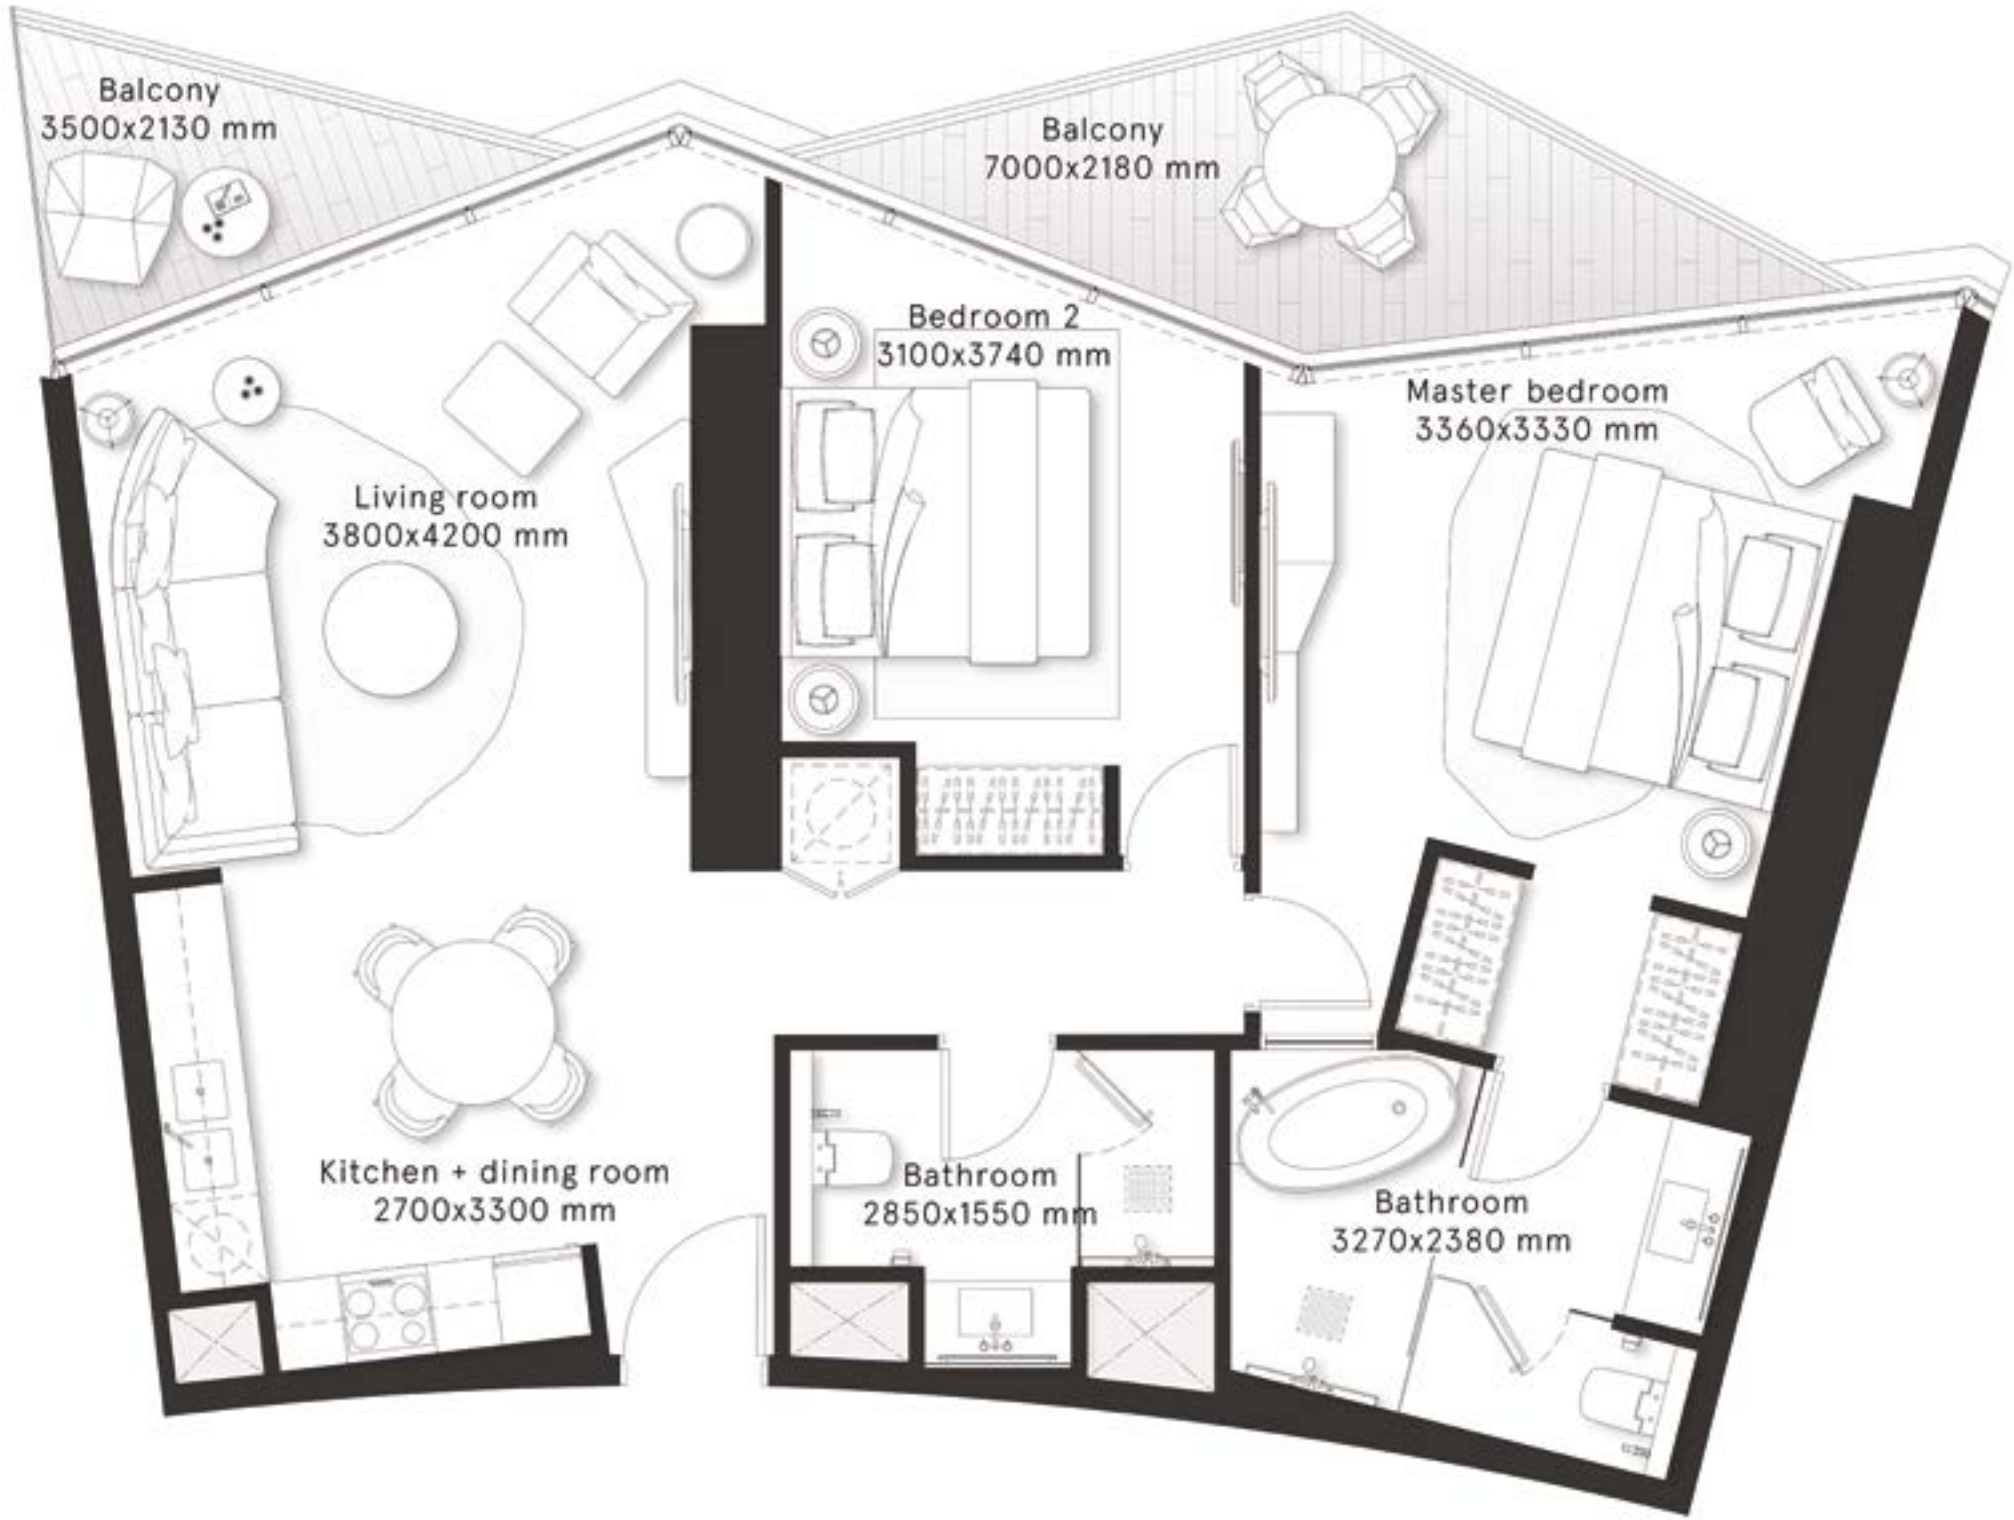 Balcony
3500x2130 mm
Balcony
7000x2180 mm
Bedroom 2
3100x3740 mm
Master bedroom
3360x3330 mm
Living room
3800x4200 mm
Kitchen + dining room
2700x3300 mm
Bathroom
2850x1550 mm
Bathroom
3270x2380 mm